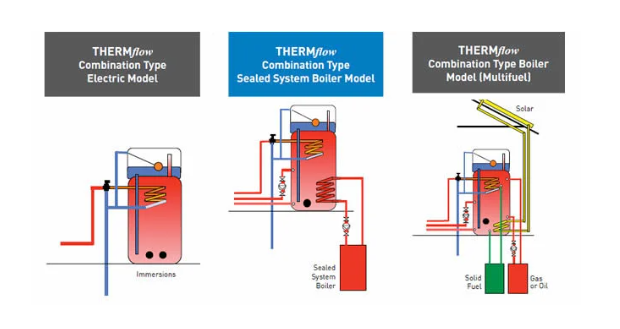 THERMflow
Combination Type
Electric Model
THERMflow
Combination Type
Sealed System Boiler Model
THERMflow
Combination Type Boiler
Model (Multifuel)
Solar
Immersions
Sealed
System
Boiler
Solid
Fuel
Gas
or Oil